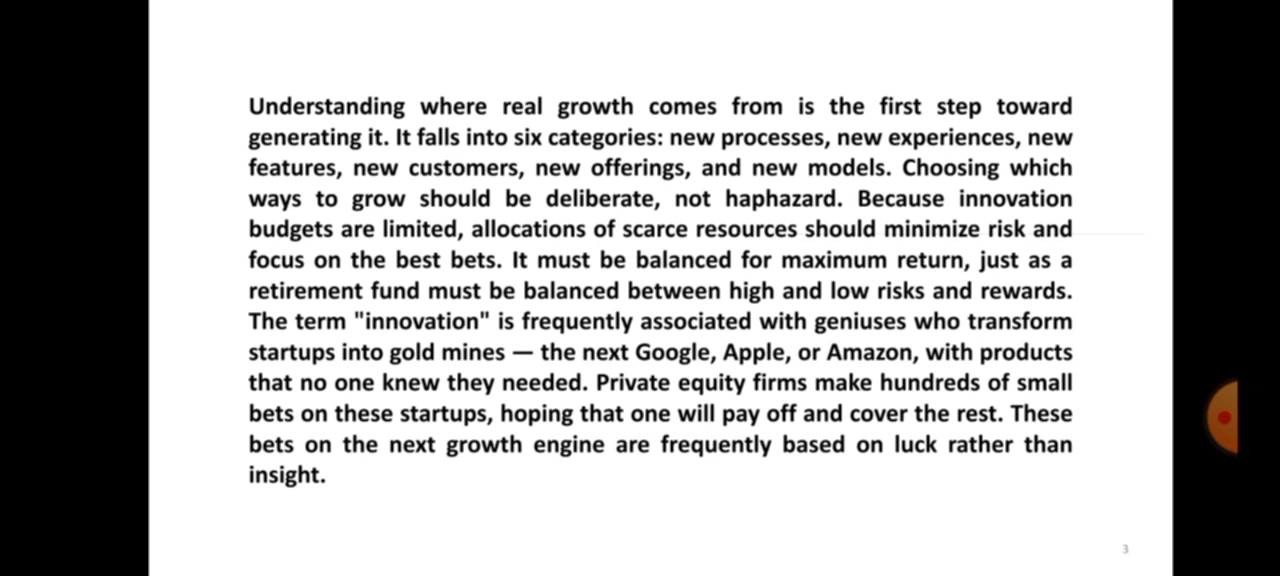 Understanding where real growth comes from is the first step toward
generating it. It falls into six categories: new processes, new experiences, new
features, new customers, new offerings, and new models. Choosing which
ways to grow should be deliberate, not haphazard. Because innovation
budgets are limited, allocations of scarce resources should minimize risk and
focus on the best bets. It must be balanced for maximum return, just as a
retirement fund must be balanced between high and low risks and rewards.
The term "innovation" is frequently associated with geniuses who transform
startups into gold mines — the next Google, Apple, or Amazon, with products
that no one knew they needed. Private equity firms make hundreds of small
bets on these startups, hoping that one will pay off and cover the rest. These
bets on the next growth engine are frequently based on luck rather than
insight.
3